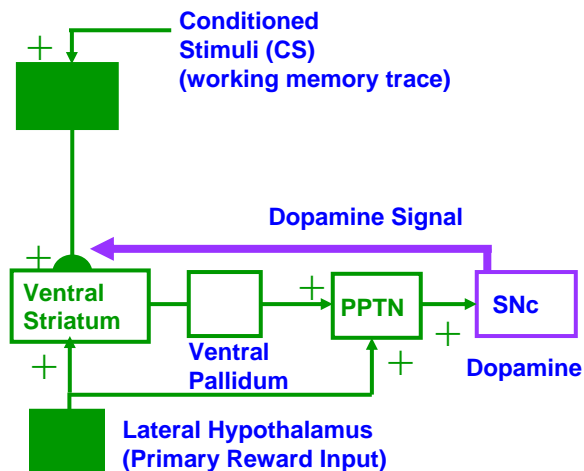 Conditioned
Stimuli (CS)
(working memory trace)
+
Dopamine Signal
+
Ventral
Striatum
+
PPTN
SNc
+
Ventral
Pallidum
+
+
Dopamine
Lateral Hypothalamus
(Primary Reward Input)